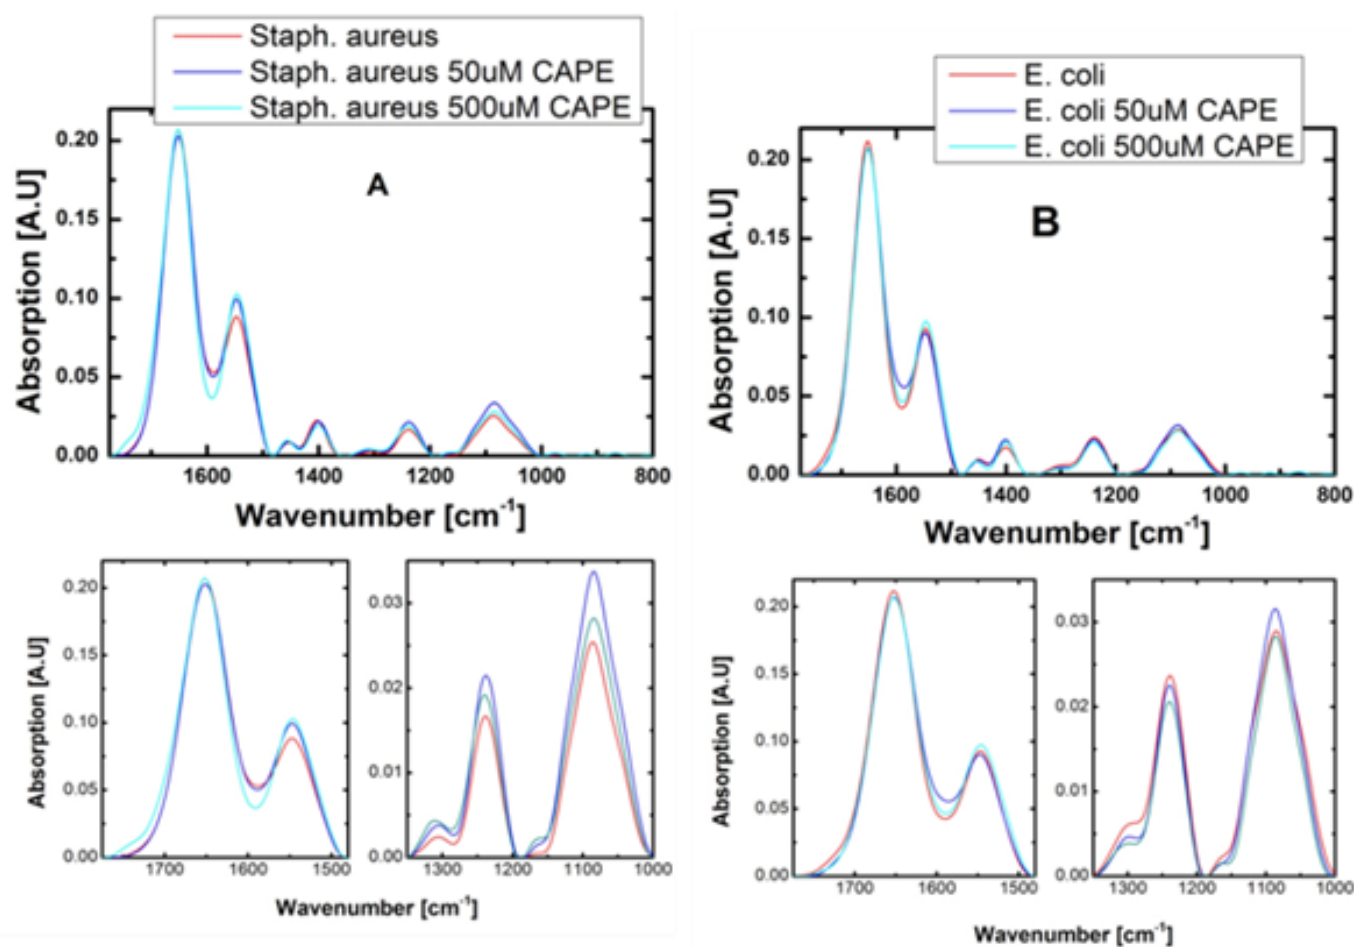 Staph. aureus
Staph. aureus 50uM CAPE
Staph. aureus 500uM CAPE
A
Absorption [A.U]
0.20
0.15
0.10
0.05
0.00
1600 1400 1200 1000 800
Wavenumber [cm-1]
Absorption [A.U]
0.20
0.15
0.10
0.05
0.00
1700 1600 1500
0.03
0.02
0.01
0.00
1300 1200 1100 1000
Wavenumber [cm-1]
E. coli
E. coli 50uM CAPE
E. coli 500uM CAPE
B
Absorption [A.U]
0.20
0.15
0.10
0.05
0.00
1600 1400 1200 1000 800
Wavenumber [cm-1]
Absorption [A.U]
0.20
0.15
0.10
0.05
0.00
1700 1600 1500
0.03
0.02
0.01
0.00
1300 1200 1100 1000
Wavenumber [cm-1]